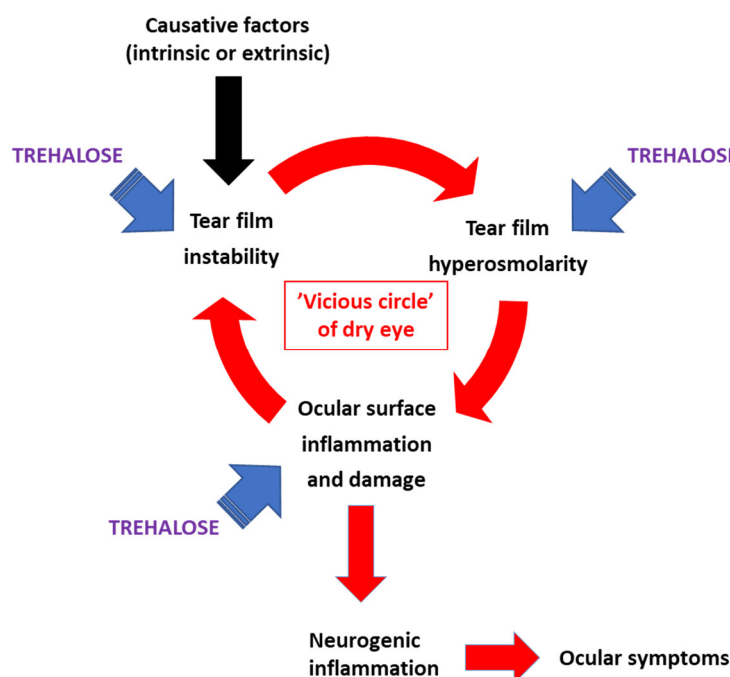 Causative factors
(intrinsic or extrinsic)
TREHALOSE
TREHALOSE
Tear film
instability
Tear film
hyperosmolarity
’Vicious circle’
of dry eye
Ocular surface
inflammation
and damage
TREHALOSE
Neurogenic
inflammation
Ocular symptoms